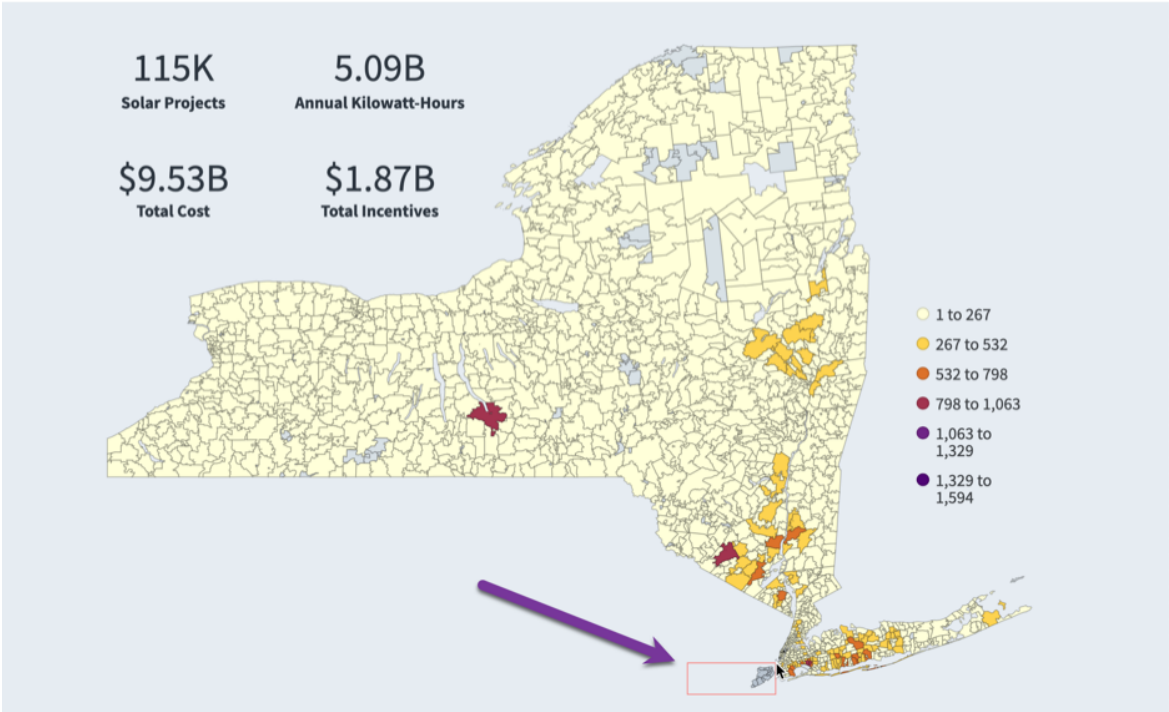 115K
Solar Projects
5.09B
Annual Kilowatt-Hours
$9.53B
Total Cost
$1.87B
Total Incentives
1 to 267
267 to 532
532 to 798
798 to 1,063
1,063 to
1,329
1,329 to
1,594